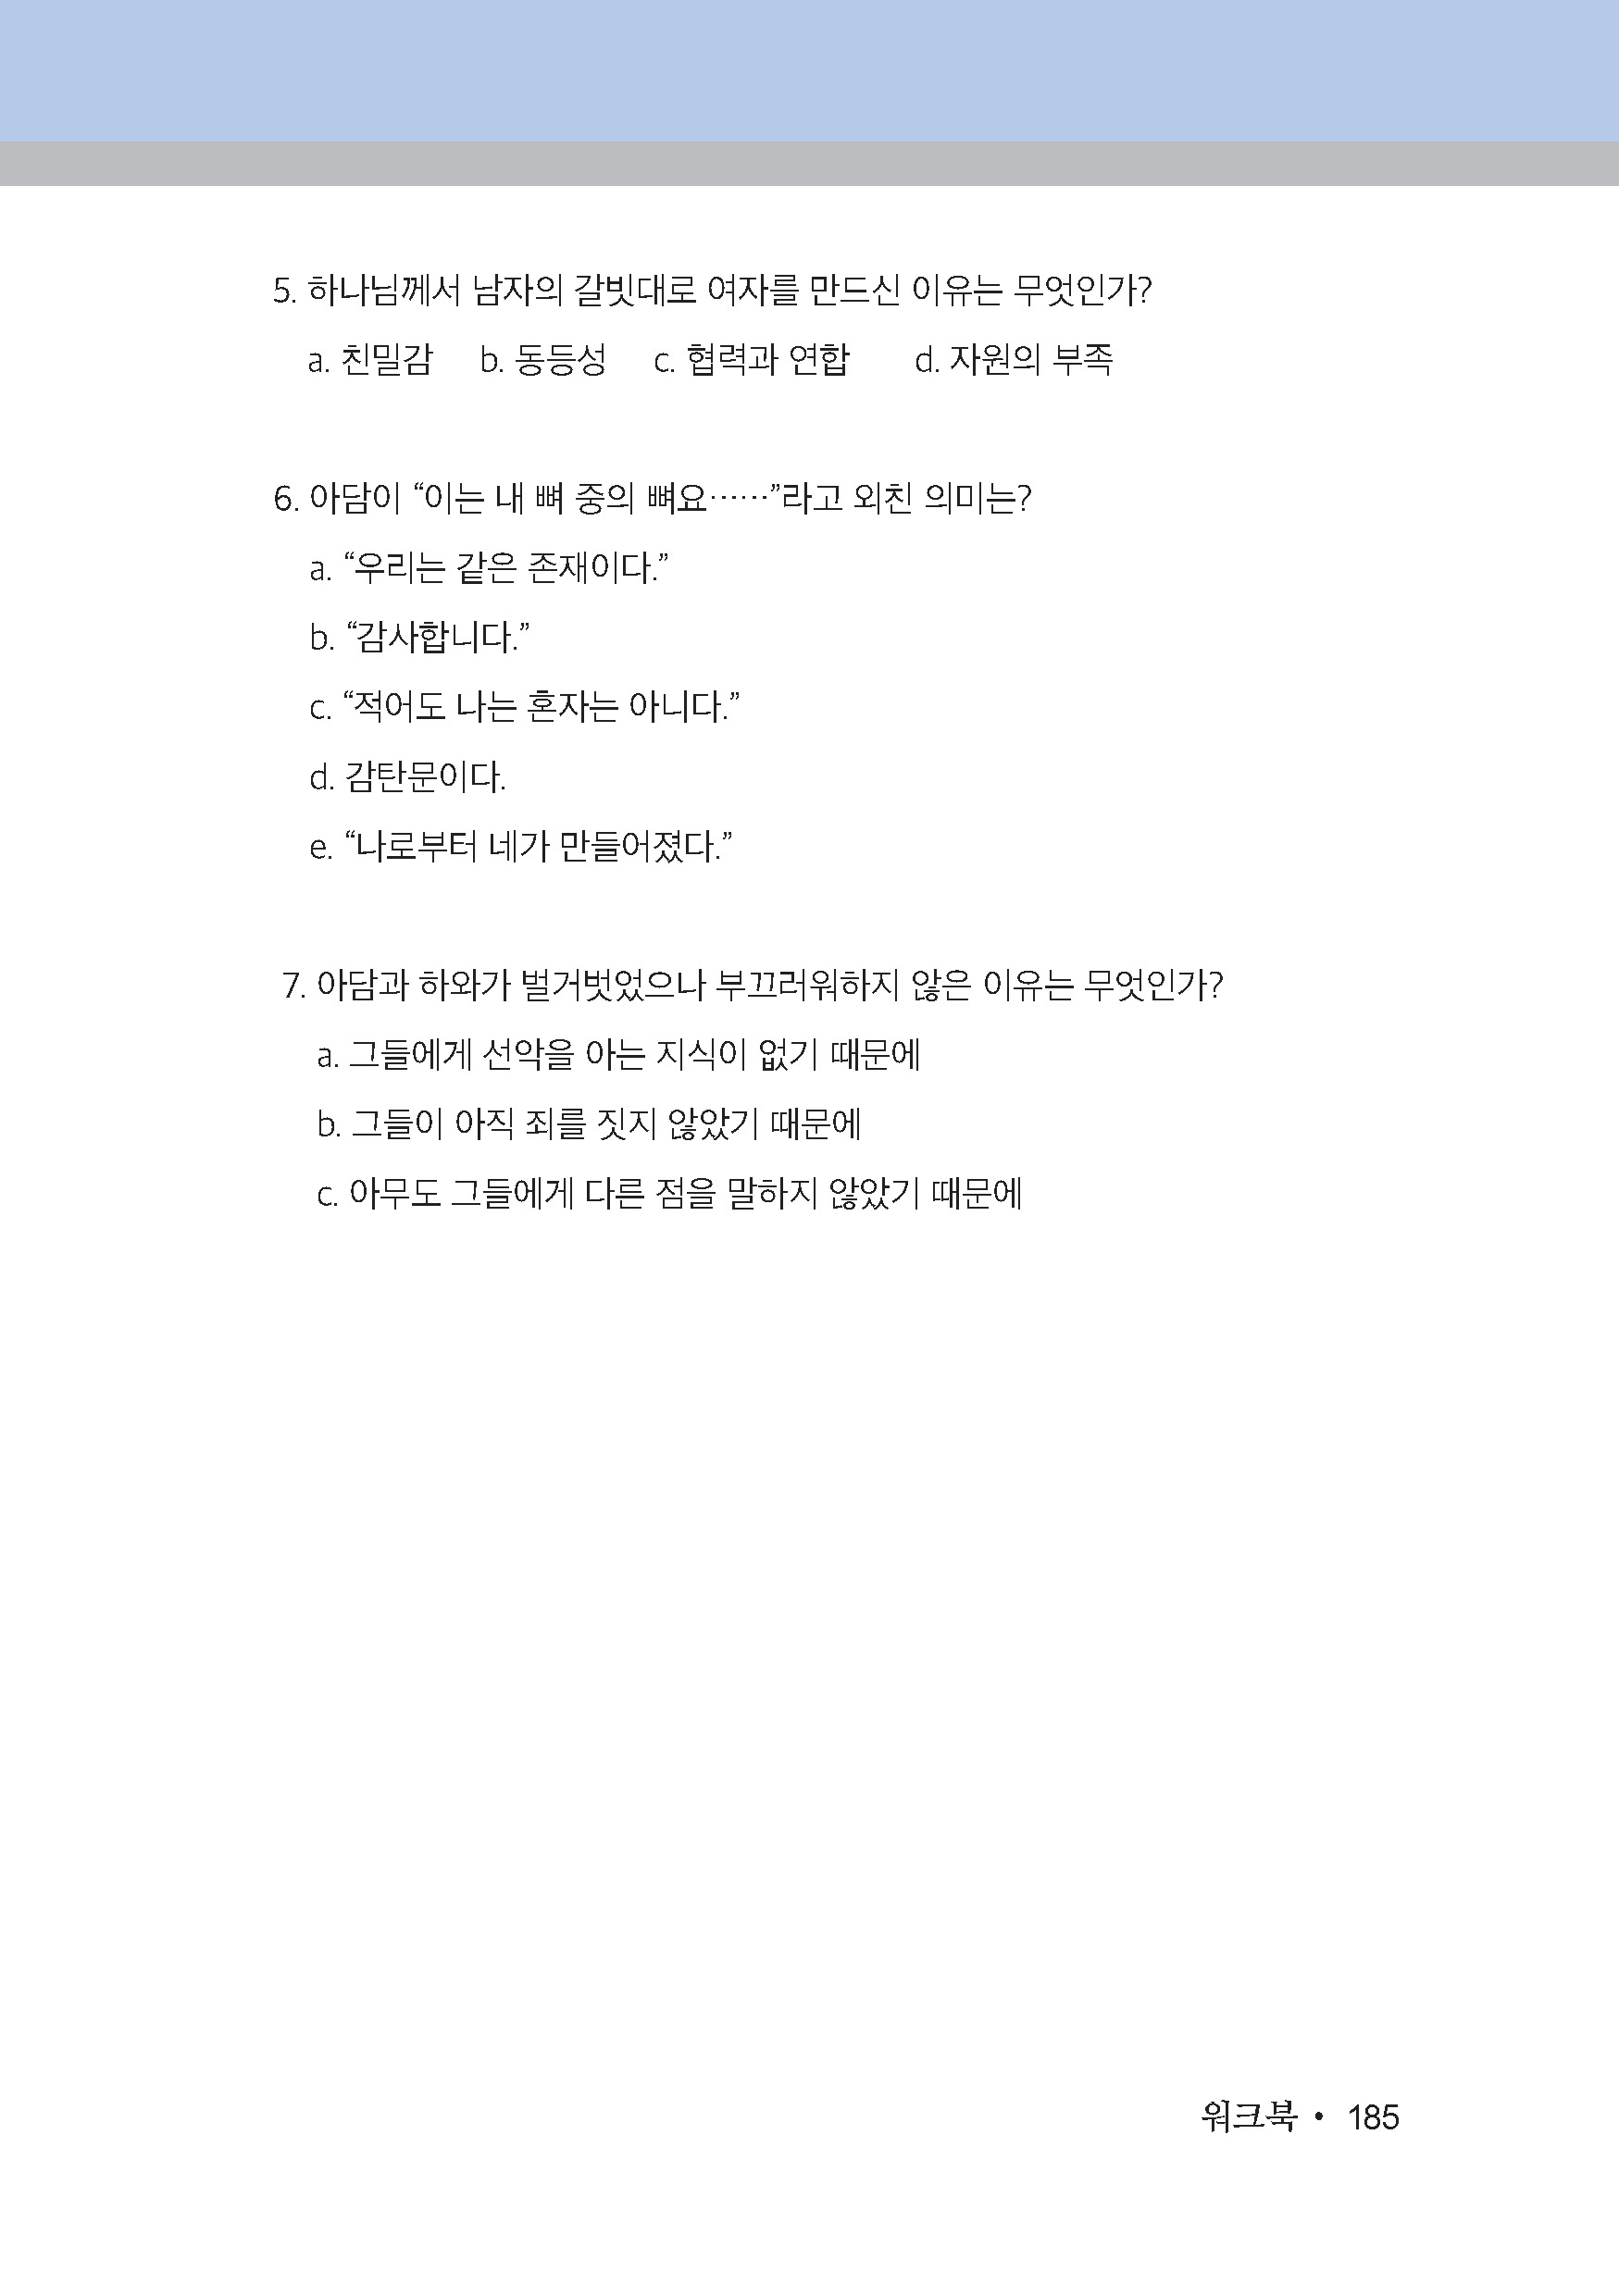 5. 하나님께서 남자의 갈빗대로 여자를 만드신 이유는 무엇인가?
a. 친밀감 b. 동등성 c. 협력과 연합 d. 자원의 부족
6. 아담이 “이는 내 뼈 중의 뼈요……”라고 외친 의미는?
a. “우리는 같은 존재이다.”
b. “감사합니다.”
c. “적어도 나는 혼자는 아니다.”
d. 감탄문이다.
e. “나로부터 네가 만들어졌다.”
7. 아담과 하와가 벌거벗었으나 부끄러워하지 않은 이유는 무엇인가?
a. 그들에게 선악을 아는 지식이 없기 때문에
b. 그들이 아직 죄를 짓지 않았기 때문에
c. 아무도 그들에게 다른 점을 말하지 않았기 때문에
워크북 • 185